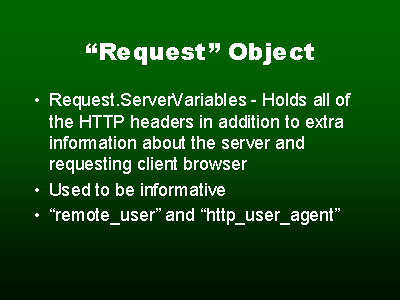 “Request” Object
• Request.ServerVariables - Holds all of
the HTTP headers in addition to extra
information about the server and
requesting client browser
• Used to be informative
• “remote_user” and “http_user_agent”